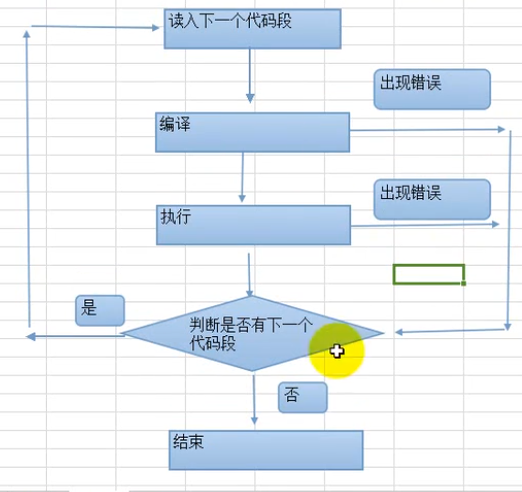 读入下一个代码段
出现错误
编译
出现错误
执行
是
判断是否有下一个
代码段
否
结束